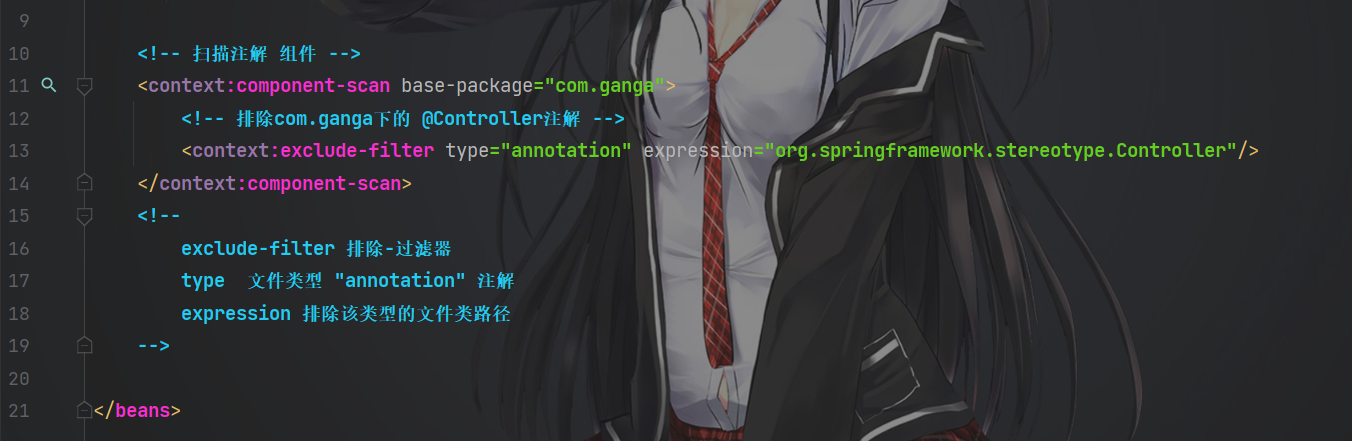 9
10 <!-- 扫描注解 组件 -->
11 <context:component-scan base-package="com.ganga">
12 <!-- 排除com.ganga下的 @Controller注解 -->
13 <context:exclude-filter type="annotation" expression="org.springframework.stereotype.Controller"/>
14 </context:component-scan>
15 <!--
16 exclude-filter 排除-过滤器
17 type  文件类型 "annotation" 注解
18 expression 排除该类型的文件类路径
19 -->
20
21 </beans>